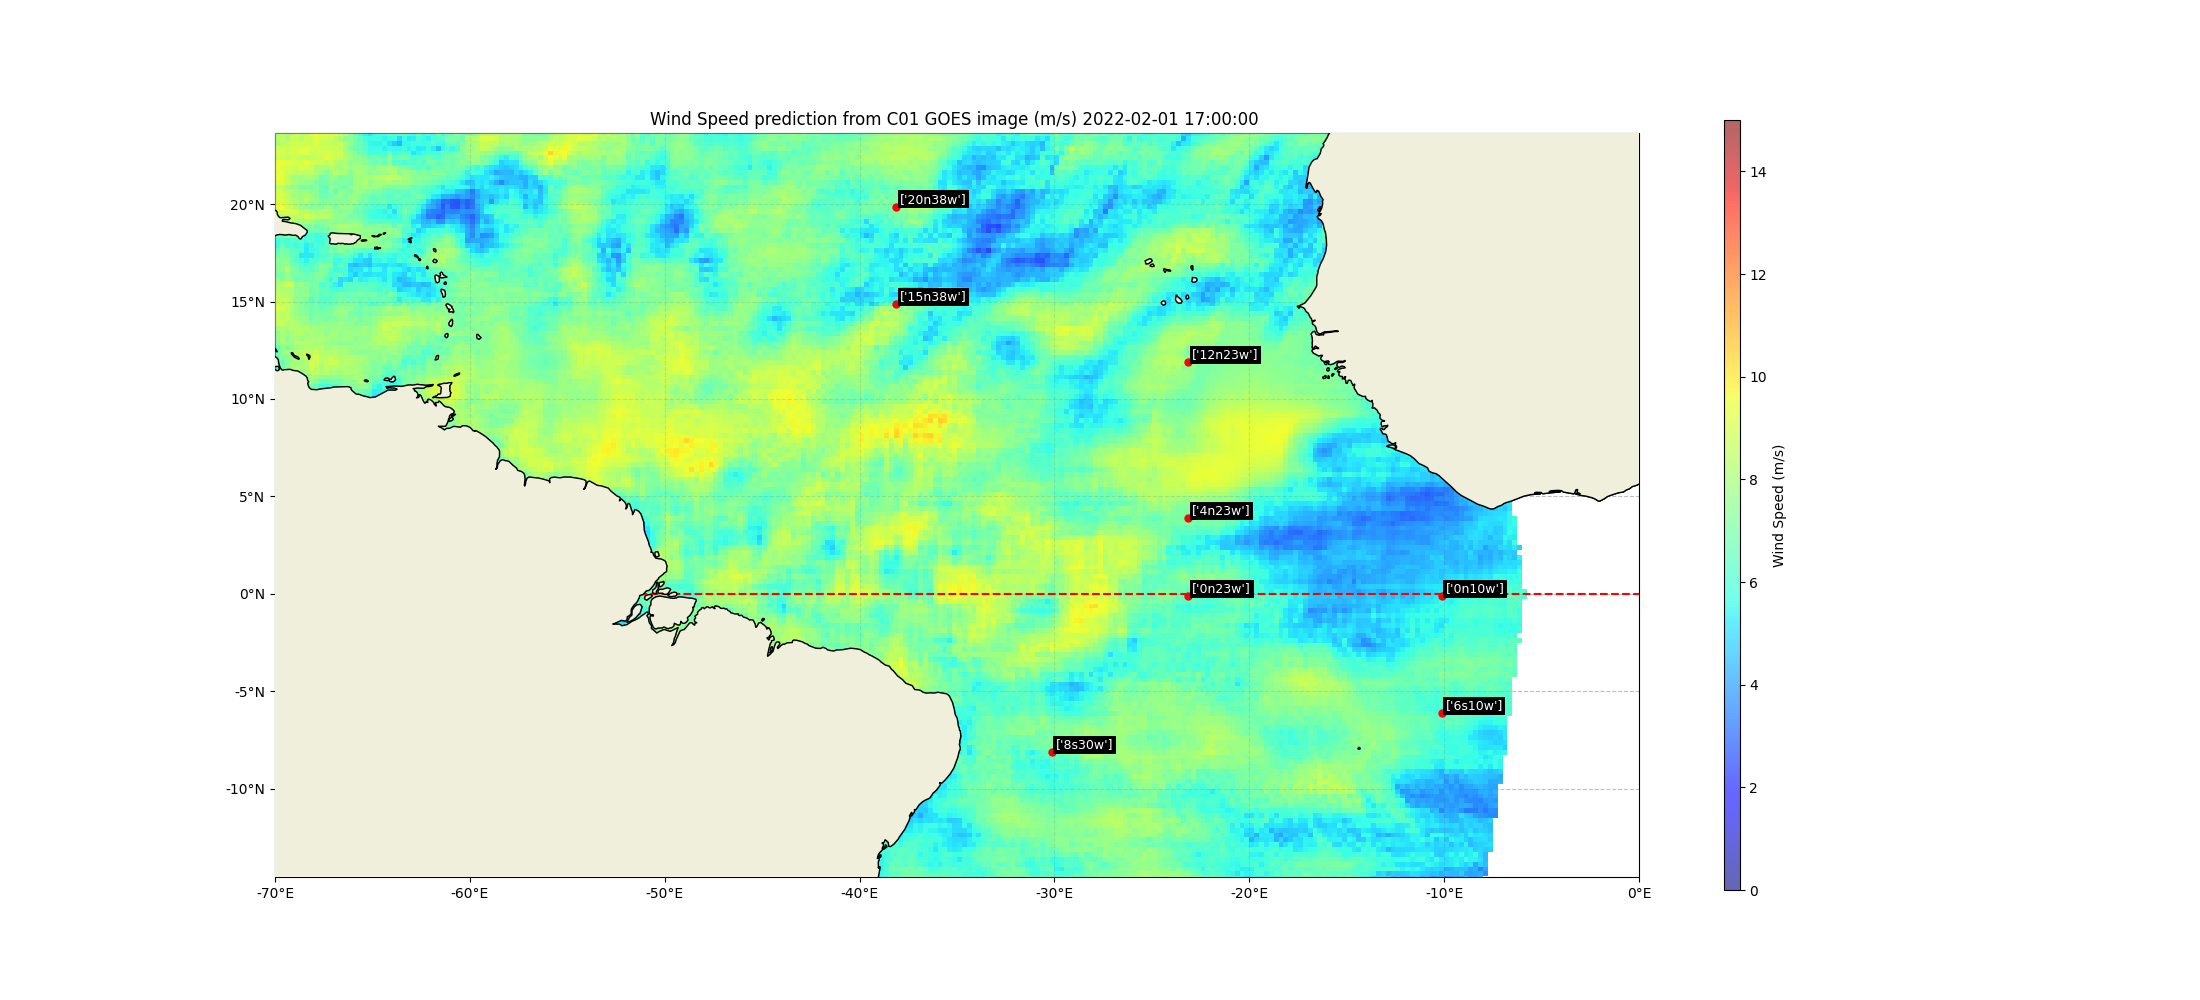 Wind Speed prediction from C01 GOES image (m/s) 2022-02-01 17:00:00
20°N
15°N
10°N
5°N
0°N
-5°N
-10°N
['20n38w']
['15n38w']
['12n23w']
['4n23w']
['0n23w']
['0n10w']
['6s10w']
['8s30w']
-70°E
-60°E
-50°E
-40°E
-30°E
-20°E
-10°E
0°E
14
12
10
8
6
4
2
0
Wind Speed (m/s)